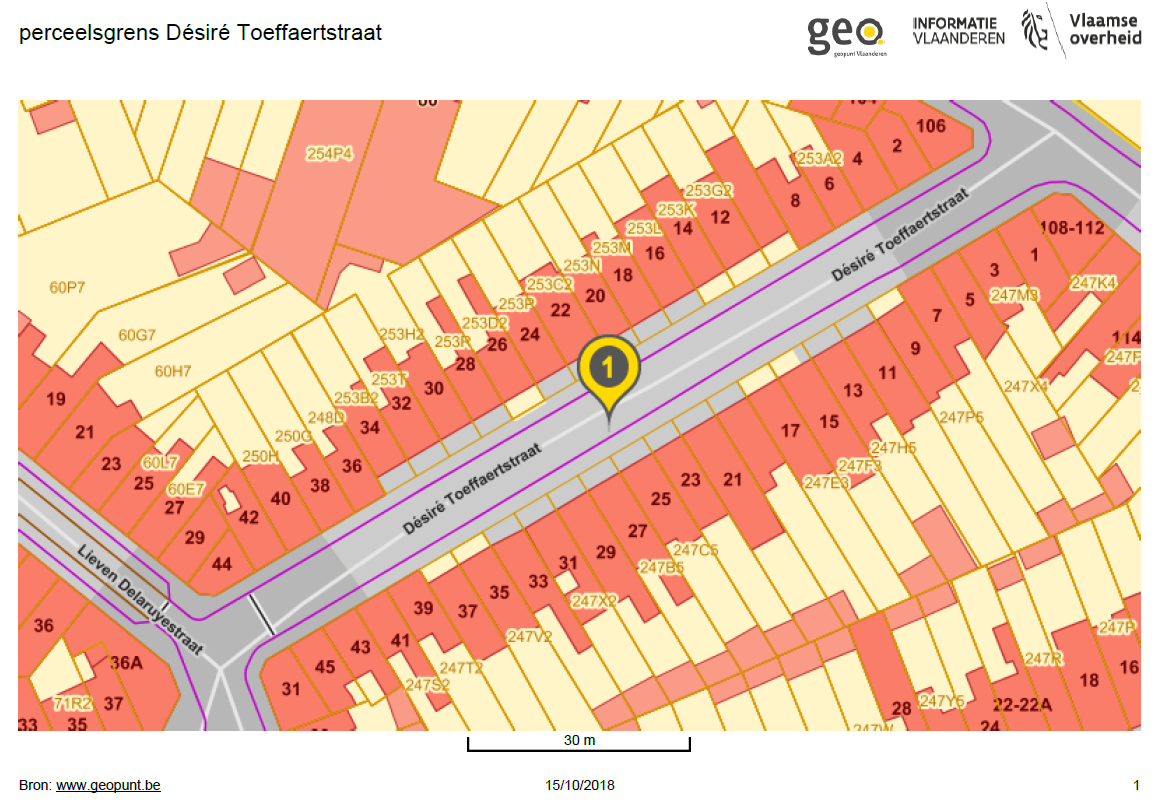 perceelsgrens Désiré Toeffaertstraat
geo
geopunt Vlaanderen
INFORMATIE
VLAANDEREN
Vlaamse
overheid
106
254P4
253A2
4
2
253G2
8
6
253K
12
14
253L
253M
16
Désiré Toeffaertstraat
108-112
1
253N
18
3
253C2
20
247M3
247K4
60P7
253P
22
5
253D2
24
7
60G7
253H2
253R
26
114
28
9
1
60H7
253T
30
11
247X4
253B2
32
13
19
248D
34
15
247P5
21
250G
17
247H5
23
60L7
250H
36
247F3
25
60E7
38
23
21
247E3
27
40
25
42
Désiré Toeffaertstraat
27
29
29
247C5
44
31
247B5
Lieven Delaruyestraat
33
35
247X2
39
37
36
247V2
247P
41
43
36A
45
247T2
247R
16
31
247S2
18
71R2
37
28
247Y5
22-22A
33
35
24
30 m
Bron: www.geopunt.be
15/10/2018
1